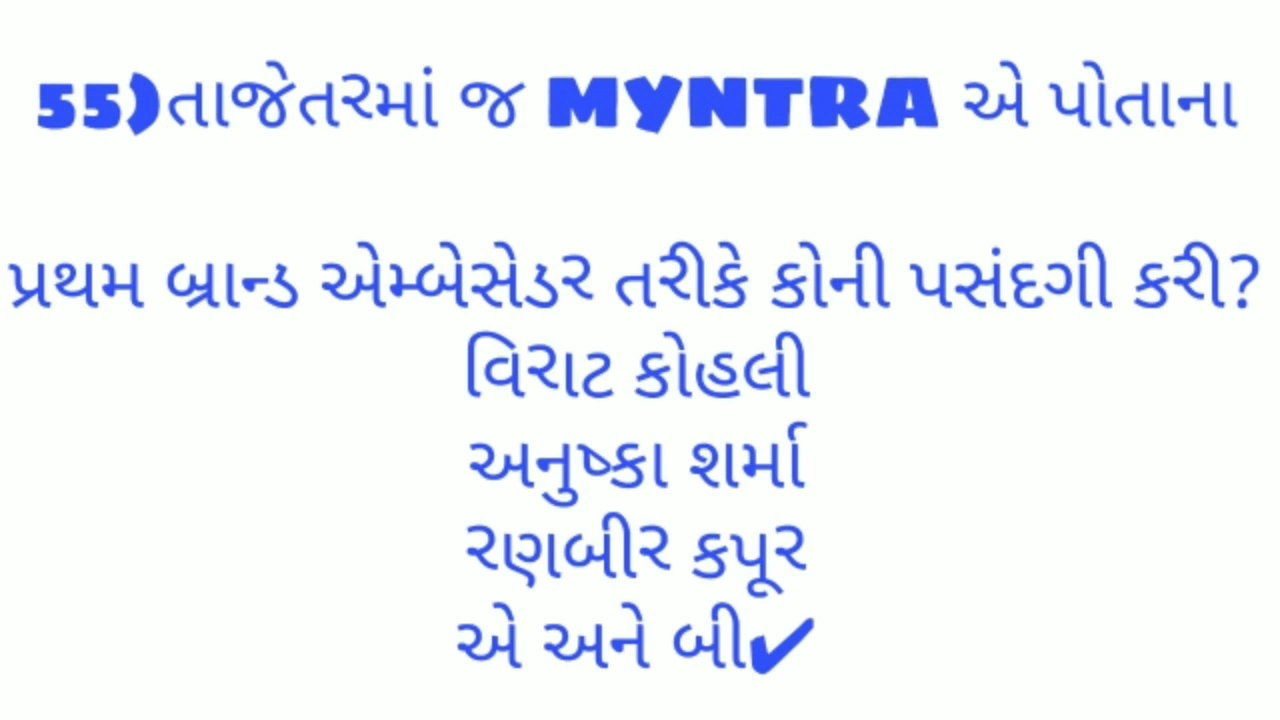 55)તાજેતરમાં જ MYNTRA એ પોતાના
પ્રથમ બ્રાન્ડ એમ્બેસેડર તરીકે કોની પસંદગી કરી?
વિરાટ કોહલી
અનુષ્કા શર્મા
રણબીર કપૂર
એ અને બી✔